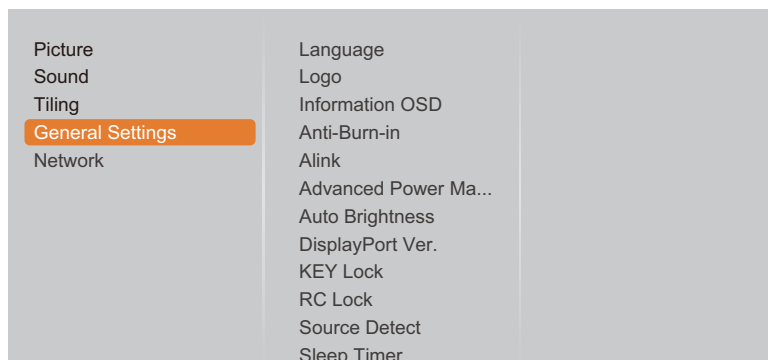 Picture
Sound
Tiling
General Settings
Network
Language
Logo
Information OSD
Anti-Burn-in
Alink
Advanced Power Ma...
Auto Brightness
DisplayPort Ver.
KEY Lock
RC Lock
Source Detect
Sleep Timer